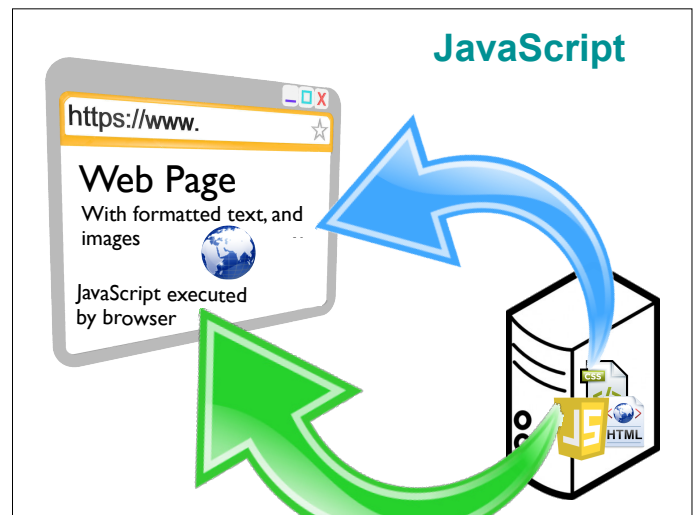 JavaScript
https://www.
Web Page
With formatted text, and
images
JavaScript executed
by browser
CSS
JS
HTML